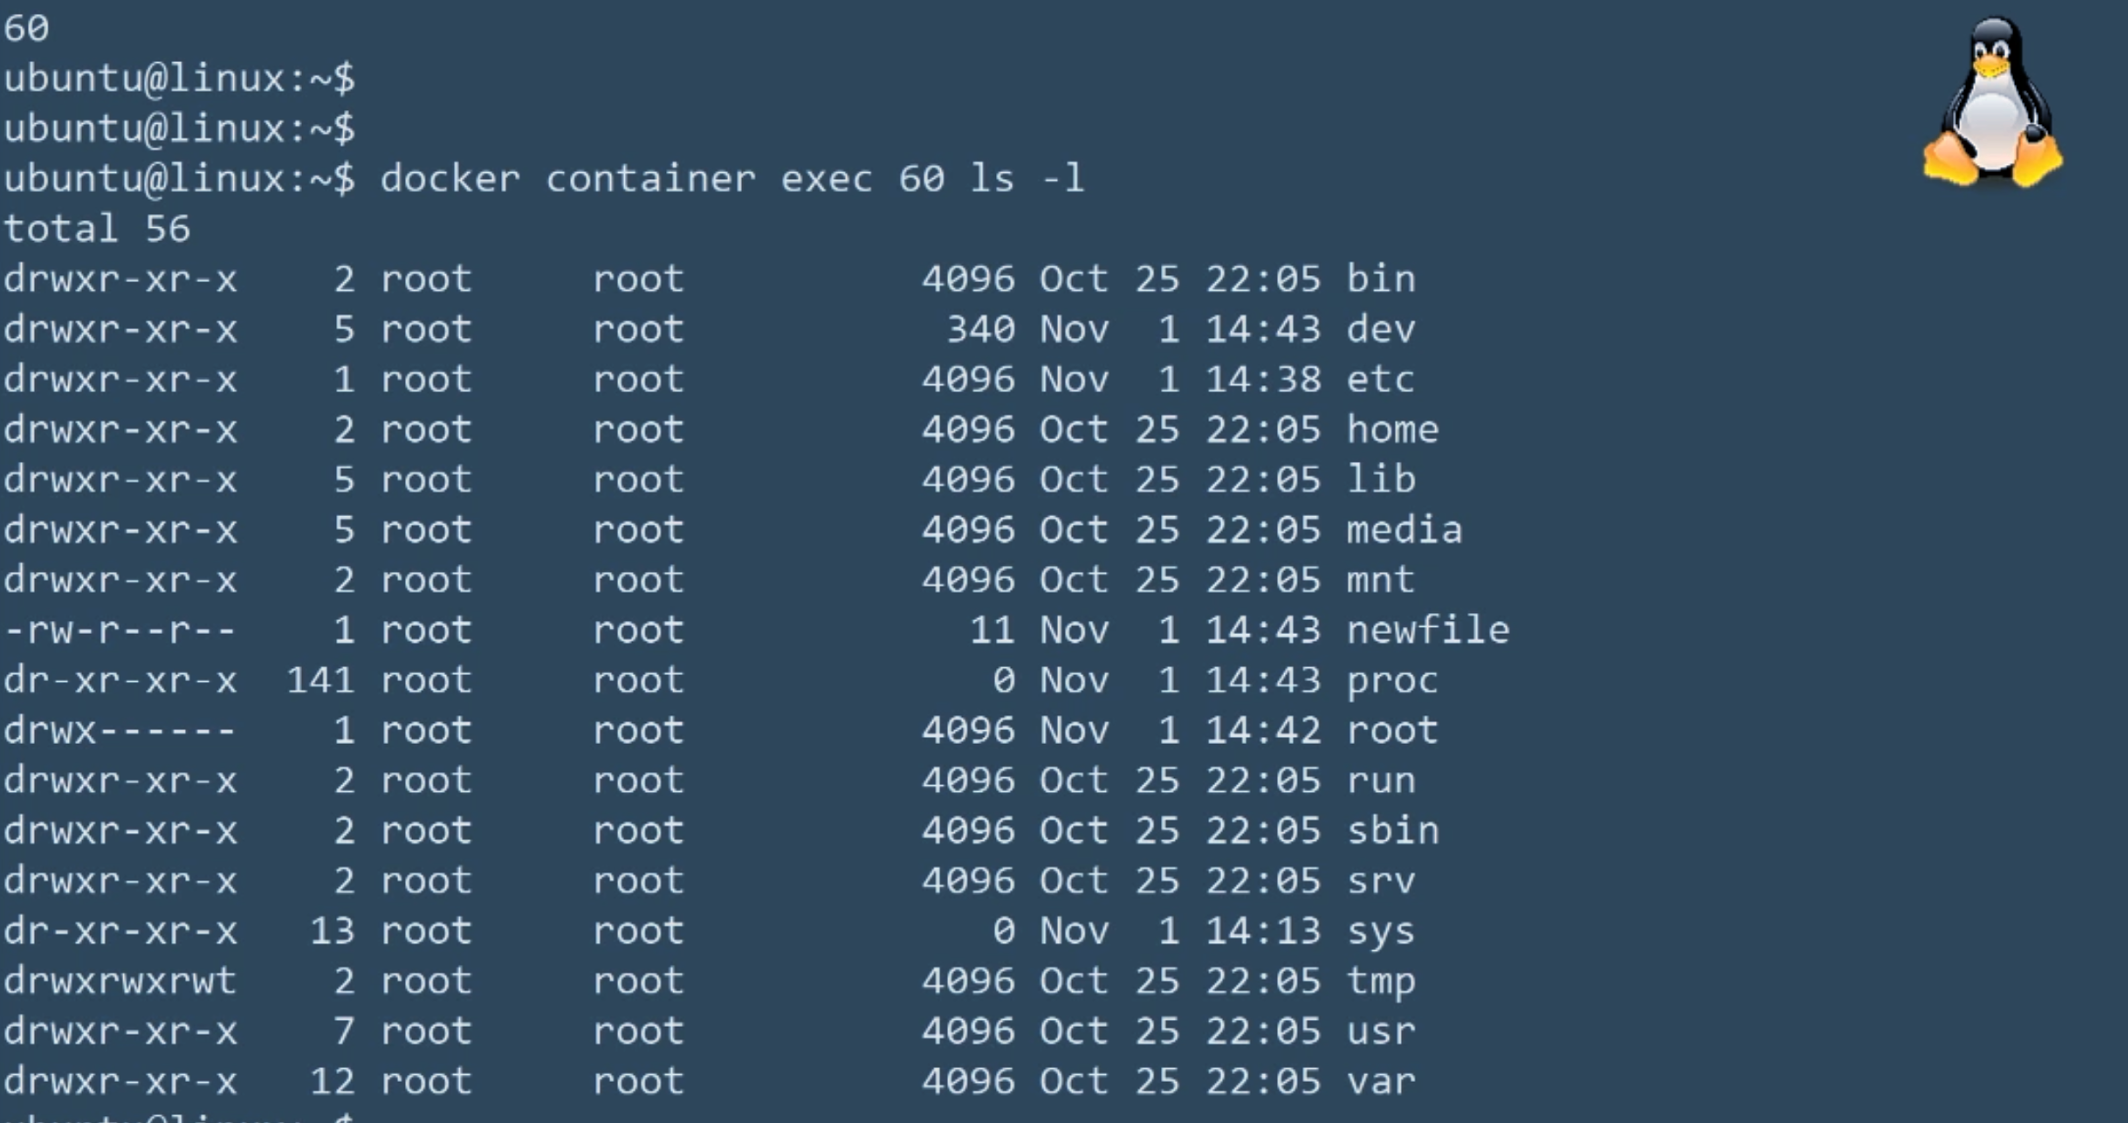 60
ubuntu@linux:~$
ubuntu@linux:~$
ubuntu@linux:~$ docker container exec 60 ls -l
total 56
drwxr-xr-x    2 root     root          4096 Oct 25 22:05 bin
drwxr-xr-x    5 root     root           340 Nov  1 14:43 dev
drwxr-xr-x    1 root     root          4096 Nov  1 14:38 etc
drwxr-xr-x    2 root     root          4096 Oct 25 22:05 home
drwxr-xr-x    5 root     root          4096 Oct 25 22:05 lib
drwxr-xr-x    5 root     root          4096 Oct 25 22:05 media
drwxr-xr-x    2 root     root          4096 Oct 25 22:05 mnt
-rw-r--r--    1 root     root            11 Nov  1 14:43 newfile
dr-xr-xr-x  141 root     root             0 Nov  1 14:43 proc
drwx------    1 root     root          4096 Nov  1 14:42 root
drwxr-xr-x    2 root     root          4096 Oct 25 22:05 run
drwxr-xr-x    2 root     root          4096 Oct 25 22:05 sbin
drwxr-xr-x    2 root     root          4096 Oct 25 22:05 srv
dr-xr-xr-x   13 root     root             0 Nov  1 14:13 sys
drwxrwxrwt    2 root     root          4096 Oct 25 22:05 tmp
drwxr-xr-x    7 root     root          4096 Oct 25 22:05 usr
drwxr-xr-x   12 root     root          4096 Oct 25 22:05 var